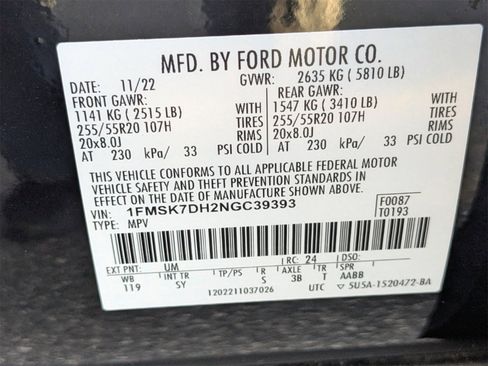 MFD. BY FORD MOTOR CO.
DATE: 11/22 GVWR: 2635 KG (5810 LB)
FRONT GAWR: REAR GAWR:
1141 KG (2515 LB) WITH 1547 KG (3410 LB) WITH
255/55R20 107H TIRES 255/55R20 107H TIRES
20x8.0J RIMS 20x8.0J RIMS
AT 230 kPa/ 33 PSI COLD AT 230 kPa/ 33 PSI COLD
THIS VEHICLE CONFORMS TO ALL APPLICABLE FEDERAL MOTOR
VEHICLE SAFETY AND THEFT PREVENTION STANDARDS IN
EFFECT ON THE DATE OF MANUFACTURE SHOWN ABOVE.
VIN: 1FMSK7DH2NGC39393 F0087
TYPE: MPV T0193
EXT PNT: UM RC: 24 DSO:
WB INT TR TP/PS R AXLE TR SPR
119 SY S 3B T AABB
1202211037026 UTC ▽ 5U5A-1520472-BA